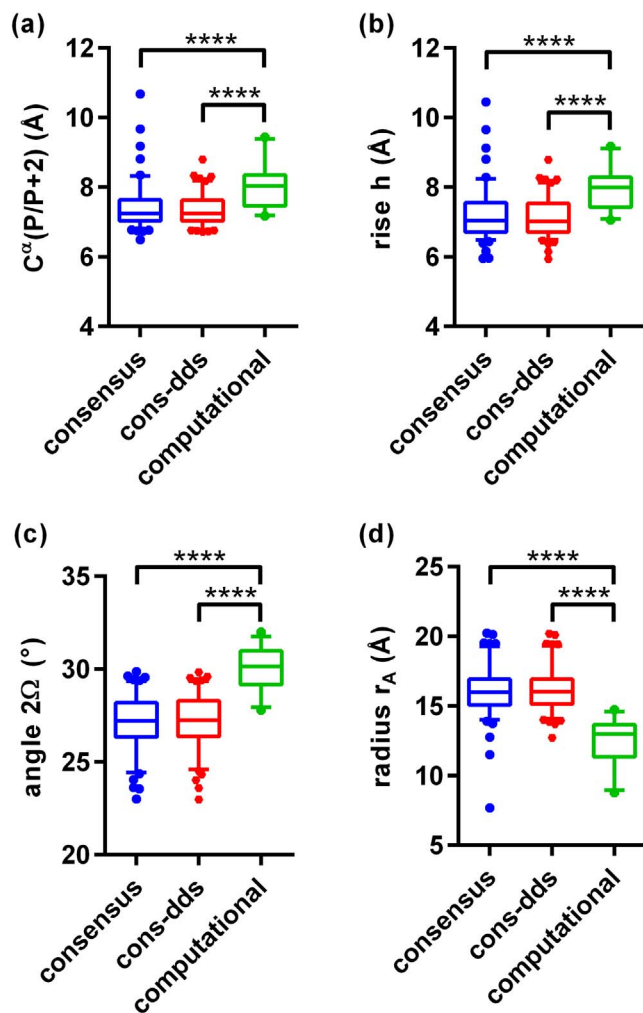 (a)
****
****
12
10
8
6
4
Cα(P/P+2) (Å)
consensus
cons-dds
computational
(b)
****
****
12
10
8
6
4
rise h (Å)
consensus
cons-dds
computational
(c)
****
****
35
30
25
20
angle 2Ω (°)
consensus
cons-dds
computational
(d)
****
****
25
20
15
10
5
radius rA (Å)
consensus
cons-dds
computational